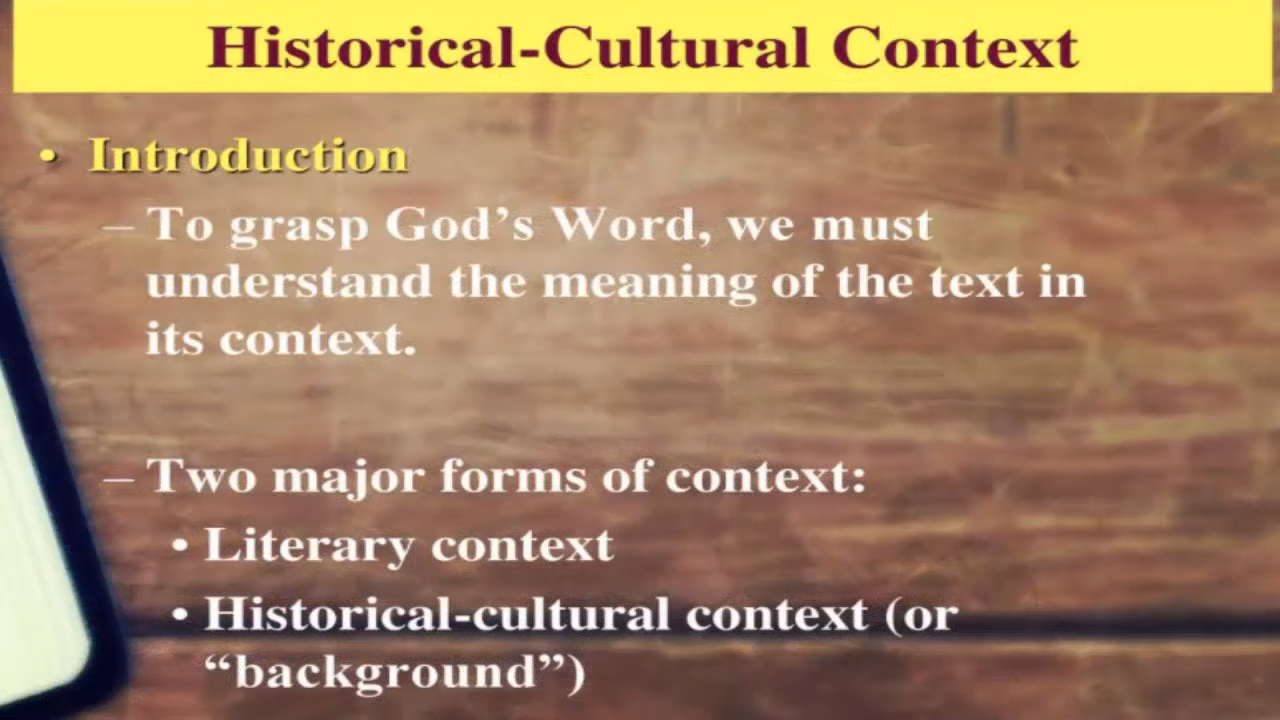 Historical-Cultural Context
• Introduction
– To grasp God’s Word, we must
understand the meaning of the text in
its context.
– Two major forms of context:
• Literary context
• Historical-cultural context (or
“background”)